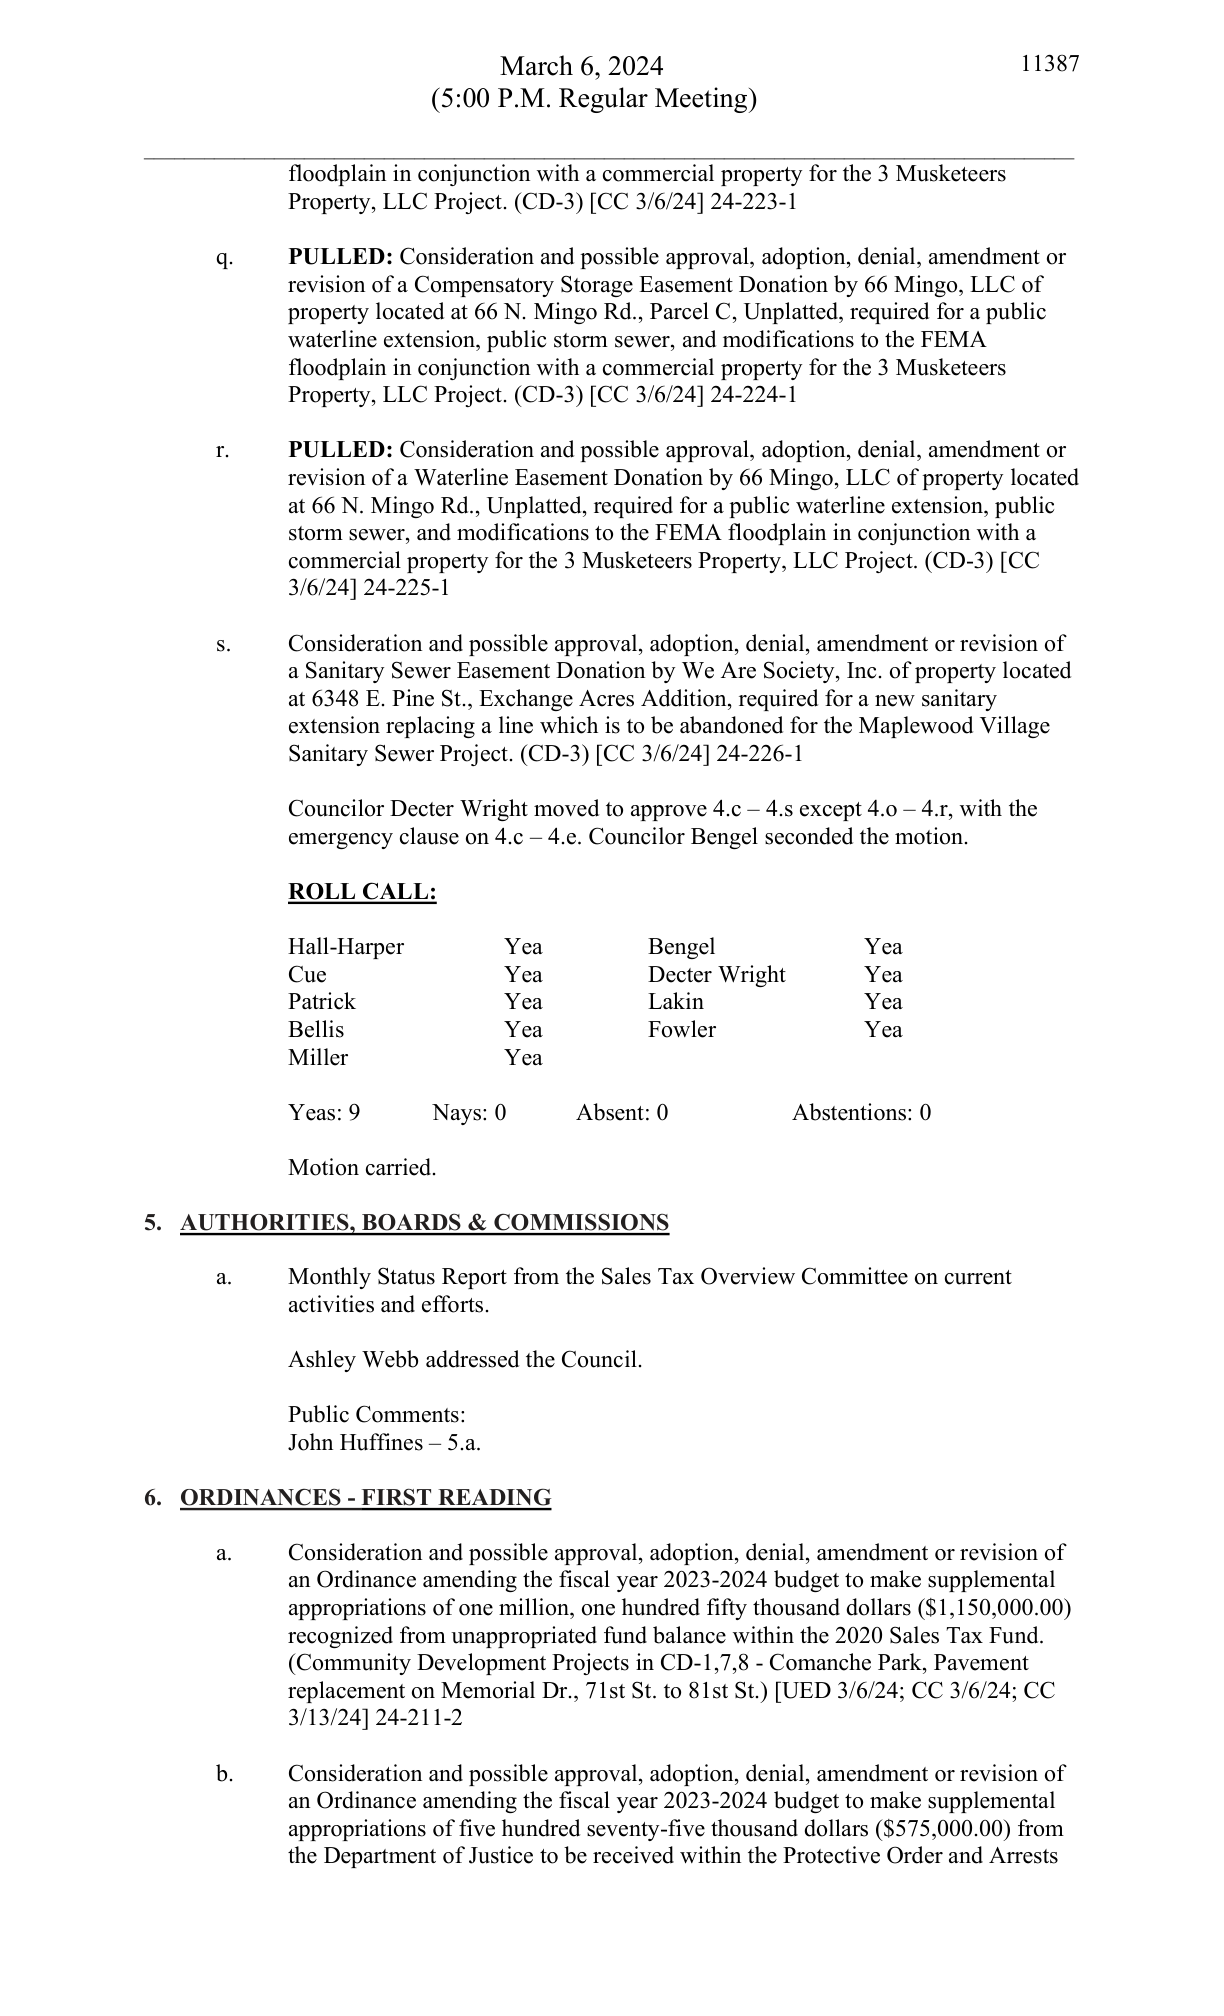 March 6, 2024
11387
(5:00 P.M. Regular Meeting)
floodplain in conjunction with a commercial property for the 3 Musketeers
Property, LLC Project. (CD-3) [CC 3/6/24] 24-223-1
q. PULLED: Consideration and possible approval, adoption, denial, amendment or
revision of a Compensatory Storage Easement Donation by 66 Mingo, LLC of
property located at 66 N. Mingo Rd., Parcel C, Unplatted, required for a public
waterline extension, public storm sewer, and modifications to the FEMA
floodplain in conjunction with a commercial property for the 3 Musketeers
Property, LLC Project. (CD-3) [CC 3/6/24] 24-224-1
r. PULLED: Consideration and possible approval, adoption, denial, amendment or
revision of a Waterline Easement Donation by 66 Mingo, LLC of property located
at 66 N. Mingo Rd., Unplatted, required for a public waterline extension, public
storm sewer, and modifications to the FEMA floodplain in conjunction with a
commercial property for the 3 Musketeers Property, LLC Project. (CD-3) [CC
3/6/24] 24-225-1
s. Consideration and possible approval, adoption, denial, amendment or revision of
a Sanitary Sewer Easement Donation by We Are Society, Inc. of property located
at 6348 E. Pine St., Exchange Acres Addition, required for a new sanitary
extension replacing a line which is to be abandoned for the Maplewood Village
Sanitary Sewer Project. (CD-3) [CC 3/6/24] 24-226-1
Councilor Decter Wright moved to approve 4.c – 4.s except 4.o – 4.r, with the
emergency clause on 4.c – 4.e. Councilor Bengel seconded the motion.
ROLL CALL:
Hall-Harper Yea Bengel Yea
Cue Yea Decter Wright Yea
Patrick Yea Lakin Yea
Bellis Yea Fowler Yea
Miller Yea
Yeas: 9 Nays: 0 Absent: 0 Abstentions: 0
Motion carried.
5. AUTHORITIES, BOARDS & COMMISSIONS
a. Monthly Status Report from the Sales Tax Overview Committee on current
activities and efforts.
Ashley Webb addressed the Council.
Public Comments:
John Huffines – 5.a.
6. ORDINANCES - FIRST READING
a. Consideration and possible approval, adoption, denial, amendment or revision of
an Ordinance amending the fiscal year 2023-2024 budget to make supplemental
appropriations of one million, one hundred fifty thousand dollars ($1,150,000.00)
recognized from unappropriated fund balance within the 2020 Sales Tax Fund.
(Community Development Projects in CD-1,7,8 - Comanche Park, Pavement
replacement on Memorial Dr., 71st St. to 81st St.) [UED 3/6/24; CC 3/6/24; CC
3/13/24] 24-211-2
b. Consideration and possible approval, adoption, denial, amendment or revision of
an Ordinance amending the fiscal year 2023-2024 budget to make supplemental
appropriations of five hundred seventy-five thousand dollars ($575,000.00) from
the Department of Justice to be received within the Protective Order and Arrests